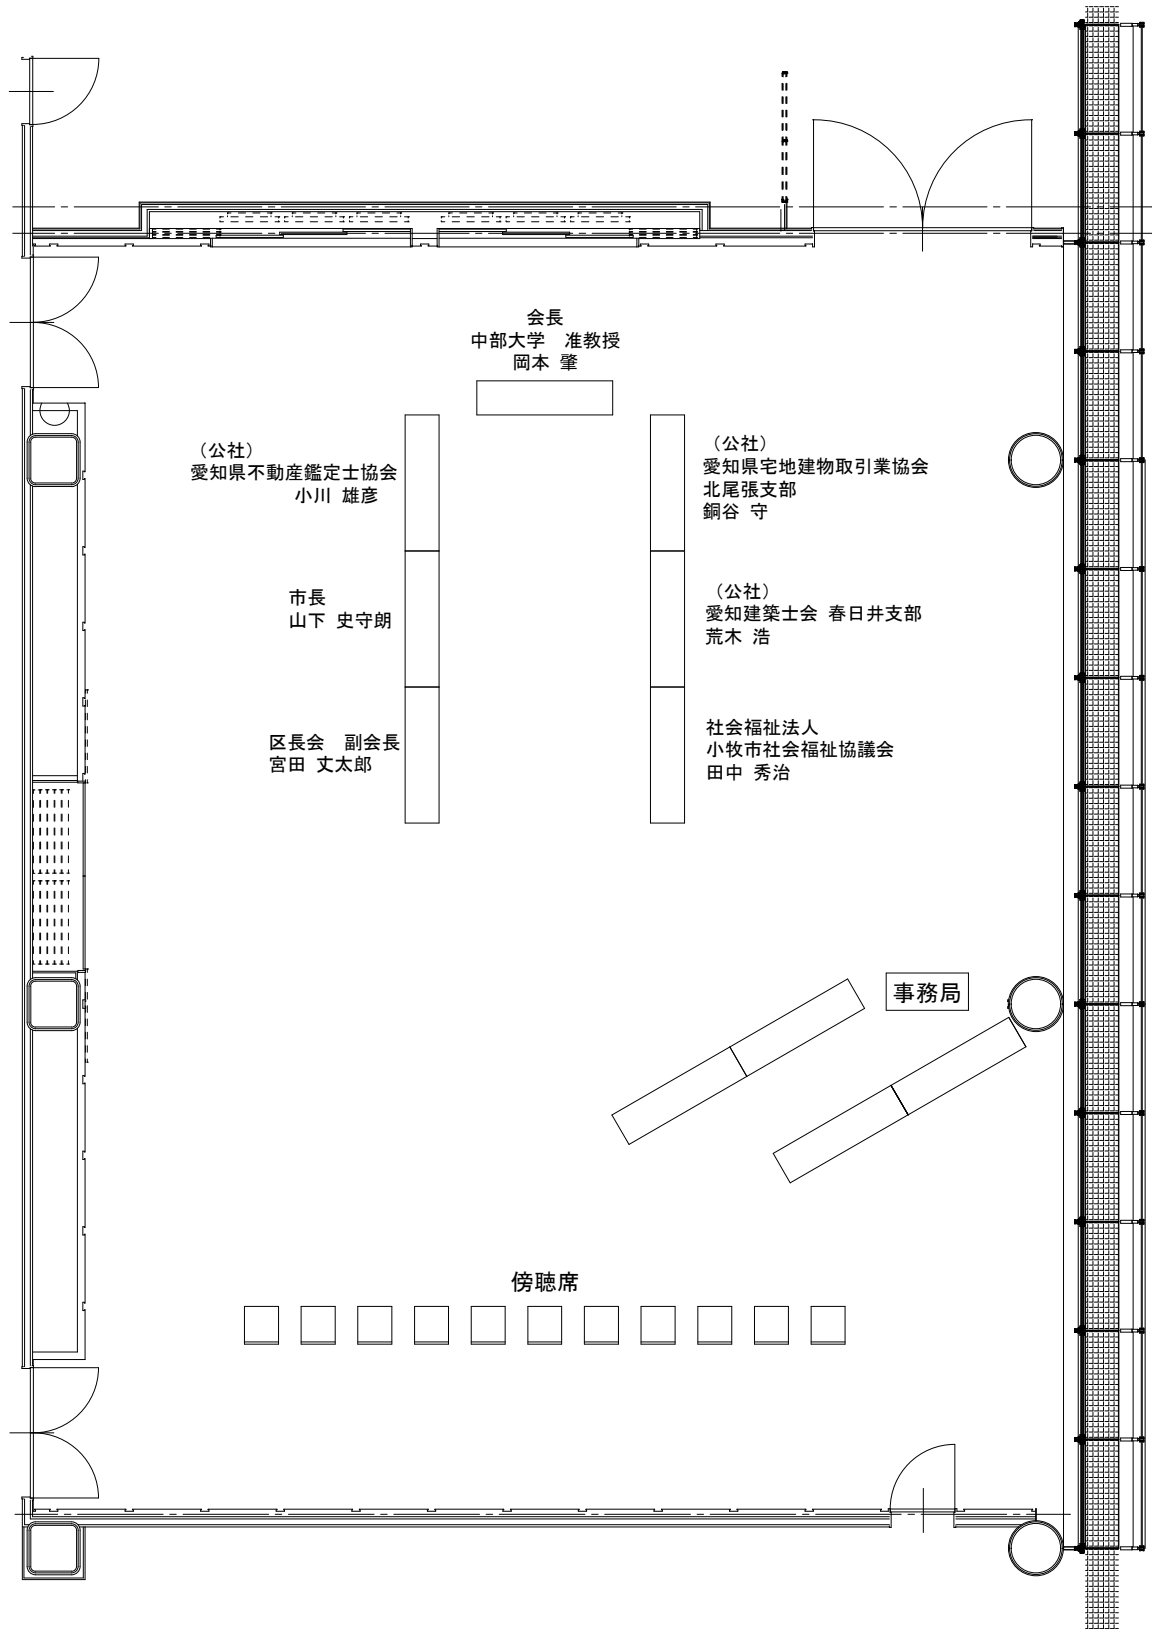 会長
中部大学　准教授
岡本 肇
（公社）
愛知県不動産鑑定士協会
小川 雄彦
（公社）
愛知県宅地建物取引業協会
北尾張支部
銅谷 守
市長
山下 史守朗
（公社）
愛知建築士会 春日井支部
荒木 浩
区長会　副会長
宮田 丈太郎
社会福祉法人
小牧市社会福祉協議会
田中 秀治
事務局
傍聴席